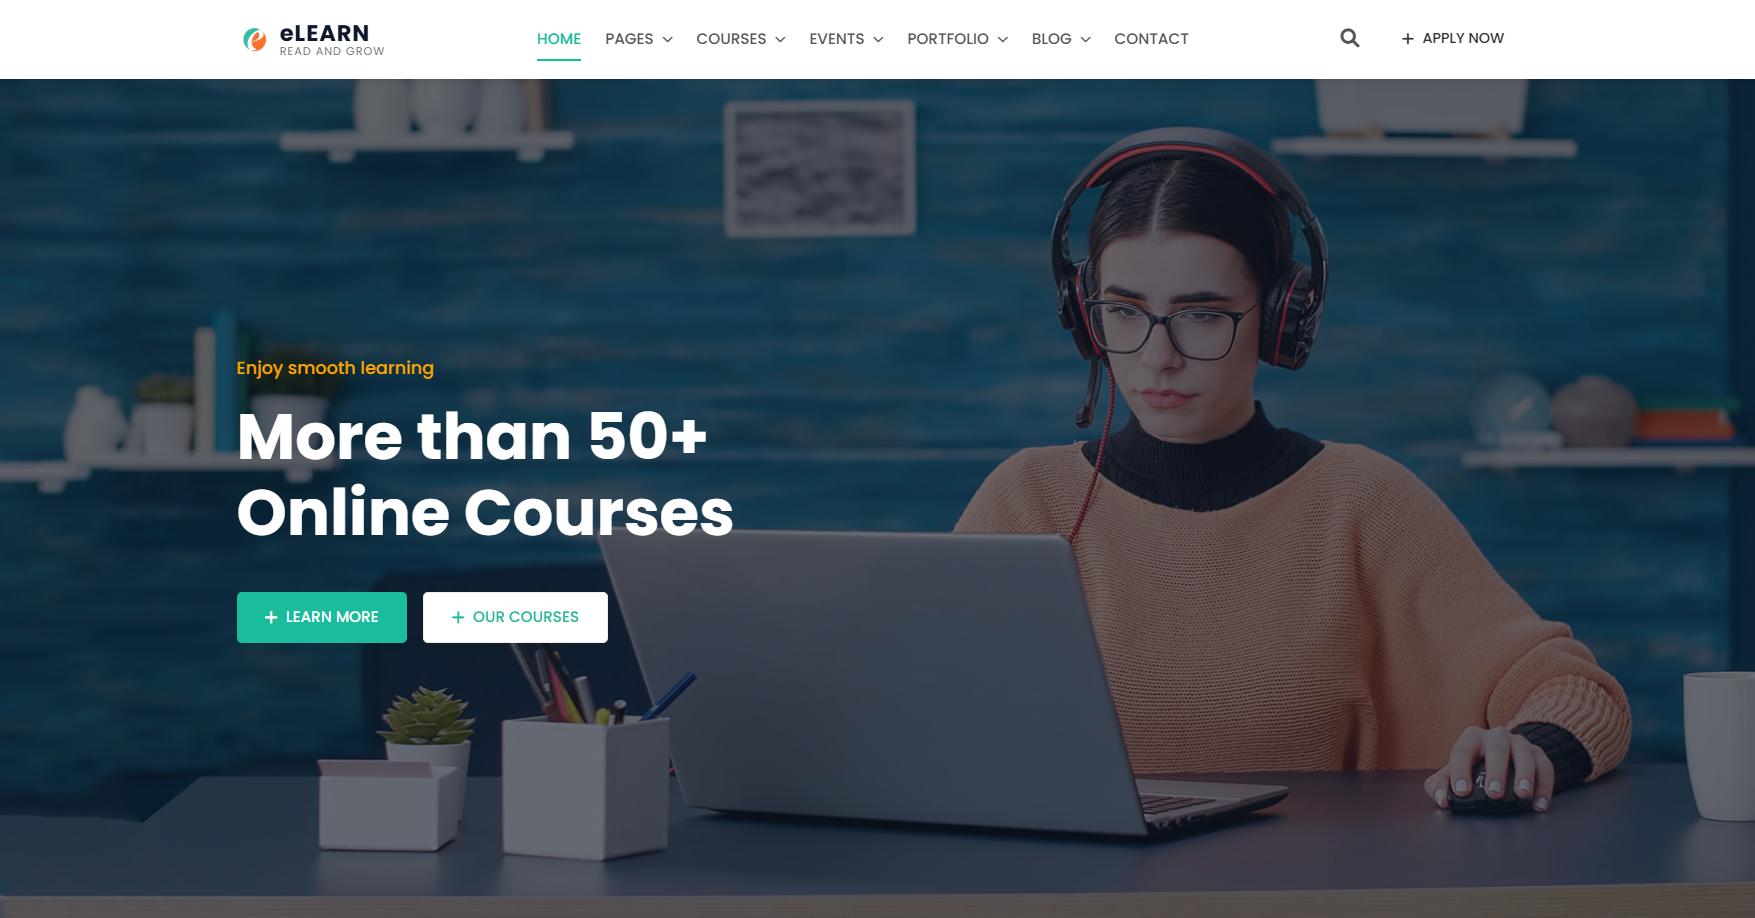 eLEARN
READ AND GROW
HOME PAGES COURSES EVENTS PORTFOLIO BLOG CONTACT
+ APPLY NOW
Enjoy smooth learning
More than 50+
Online Courses
+ LEARN MORE
+ OUR COURSES